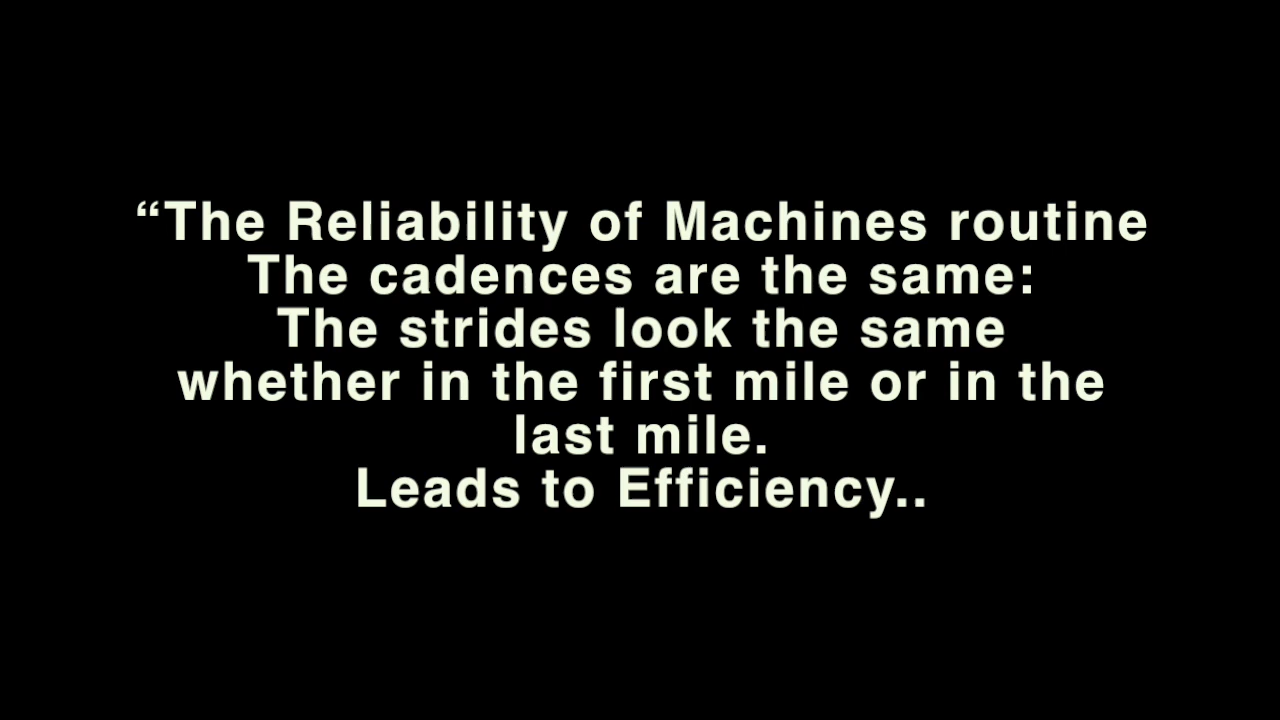 “The Reliability of Machines routine
The cadences are the same:
The strides look the same
whether in the first mile or in the
last mile.
Leads to Efficiency..